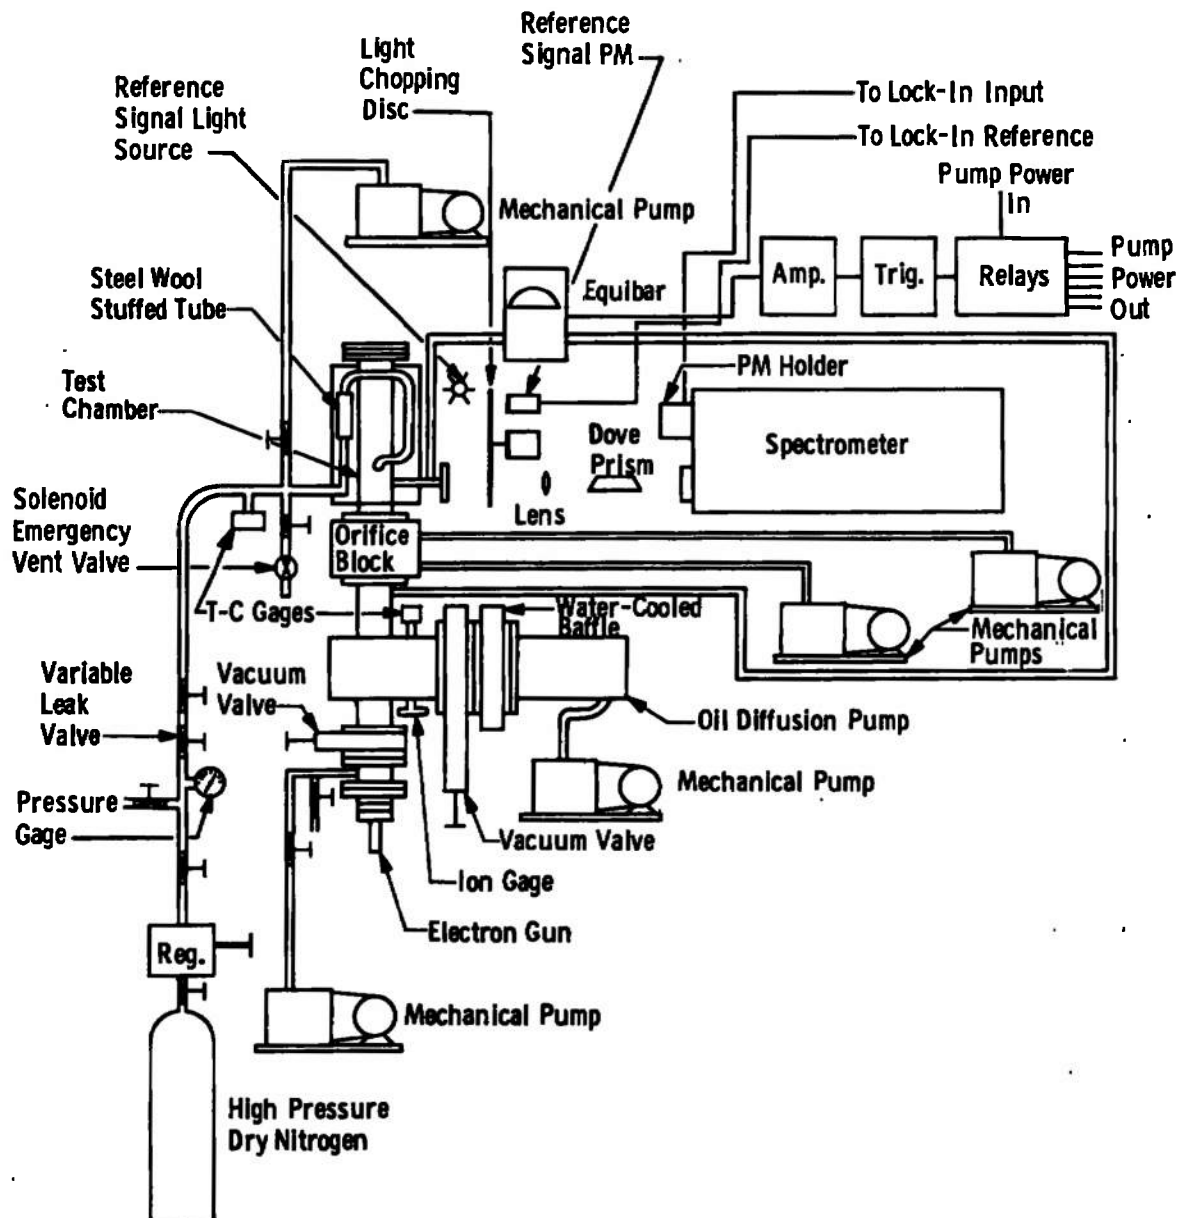 Reference
Signal PM
Light
Chopping
Disc
Reference
Signal Light
Source
To Lock-In Input
To Lock-In Reference
Pump Power
In
Mechanical Pump
Steel Wool
Stuffed Tube
Equibar
Amp.
Trig.
Relays
Pump
Power
Out
Test
Chamber
PM Holder
Dove
Prism
Spectrometer
Lens
Solenoid
Emergency
Vent Valve
Orifice
Block
T-C Gages
Water-Cooled
Baffle
Mechanical
Pumps
Variable
Leak
Valve
Vacuum
Valve
Oil Diffusion Pump
Mechanical Pump
Pressure
Gage
Vacuum Valve
Ion Gage
Electron Gun
Reg.
Mechanical Pump
High Pressure
Dry Nitrogen